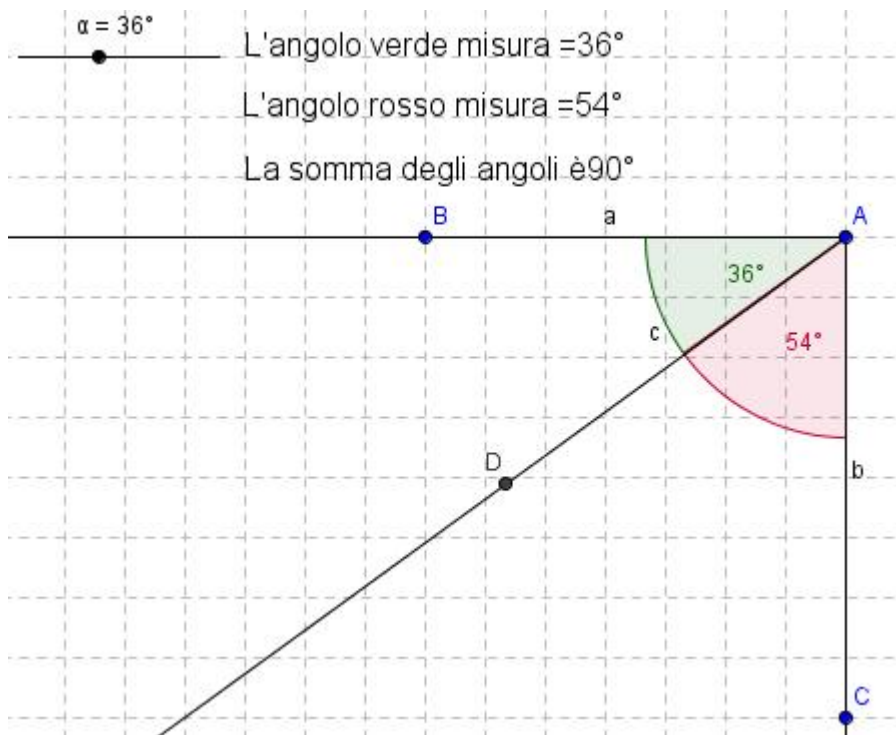 α = 36°
L'angolo verde misura =36°
L'angolo rosso misura =54°
La somma degli angoli è90°
B
a
A
36°
c
54°
D
b
C